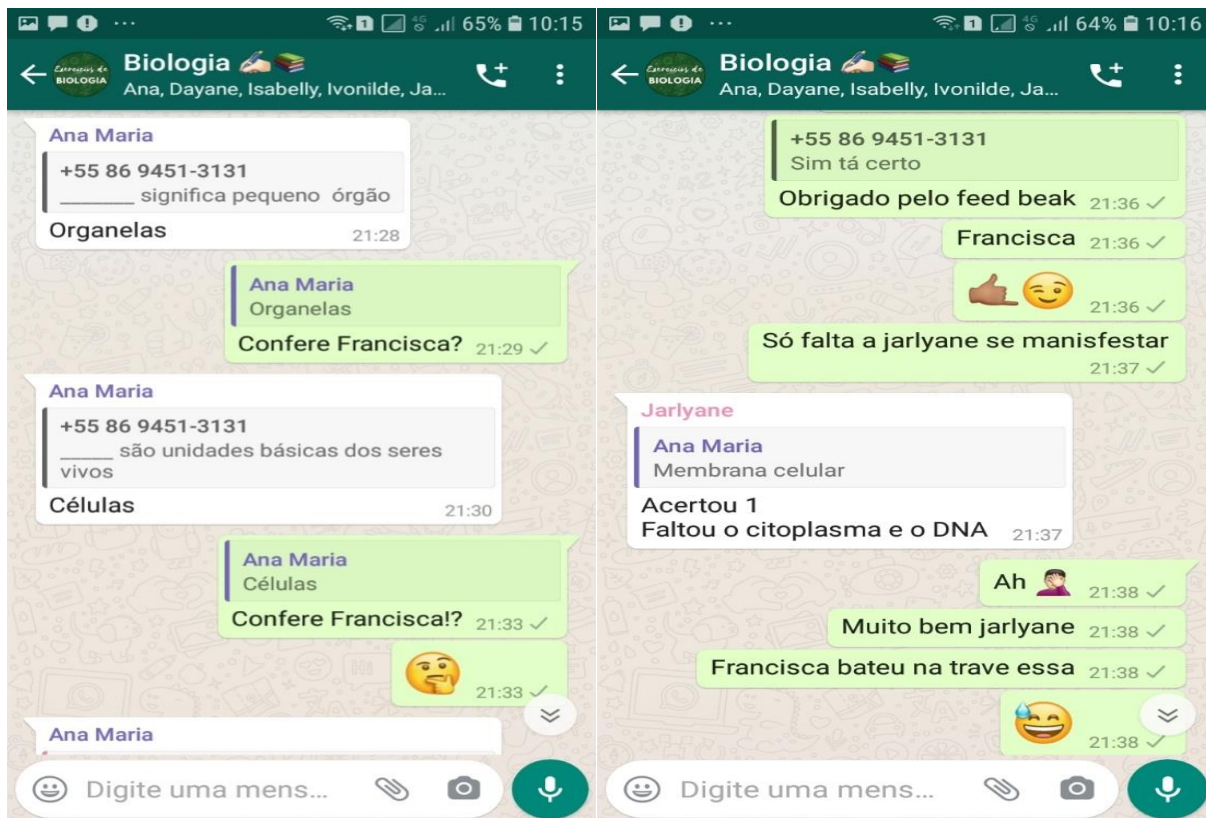 65% 10:15
Exercícios de
BIOLOGIA
Biologia ✍🏻📚
Ana, Dayane, Isabelly, Ivonilde, Ja...
Ana Maria
+55 86 9451-3131
_______ significa pequeno órgão
Organelas
21:28
Ana Maria
Organelas
Confere Francisca? 21:29
Ana Maria
+55 86 9451-3131
_____ são unidades básicas dos seres
vivos
Células
21:30
Ana Maria
Células
Confere Francisca!? 21:33
🤔 21:33
Ana Maria
Digite uma mens...
64% 10:16
Exercícios de
BIOLOGIA
Biologia ✍🏻📚
Ana, Dayane, Isabelly, Ivonilde, Ja...
+55 86 9451-3131
Sim tá certo
Obrigado pelo feed beak 21:36
Francisca 21:36
🤙🏽😉 21:36
Só falta a jarlyane se manisfestar
21:37
Jarlyane
Ana Maria
Membrana celular
Acertou 1
Faltou o citoplasma e o DNA 21:37
Ah 🤦🏻‍♂️ 21:38
Muito bem jarlyane 21:38
Francisca bateu na trave essa 21:38
😅 21:38
Digite uma mens...